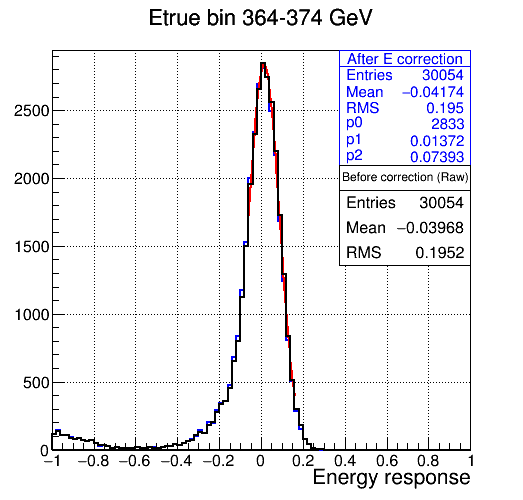 Etrue bin 364-374 GeV
After E correction
Entries 30054
Mean −0.04174
RMS 0.195
p0 2833
p1 0.01372
p2 0.07393
Before correction (Raw)
Entries 30054
Mean −0.03968
RMS 0.1952
2500
2000
1500
1000
500
0
−1 −0.8 −0.6 −0.4 −0.2 0 0.2 0.4 0.6 0.8 1
Energy response